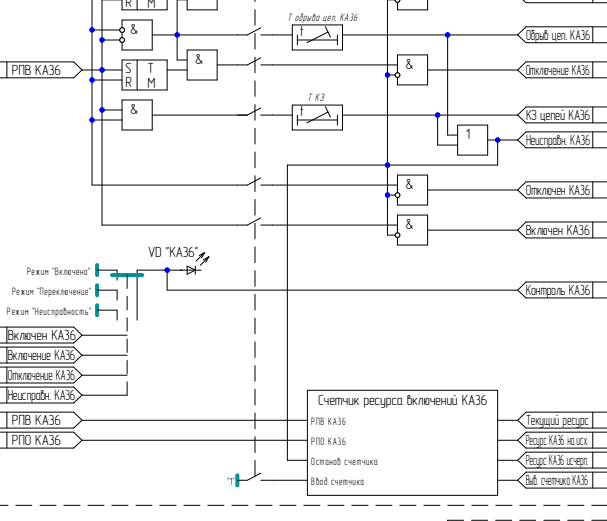 R M
&
Т обрыва цеп. КА36
t
Обрыв цеп. КА36
РПВ КА36
S T
R M
&
&
Отключение КА36
Т КЗ
&
t
КЗ цепей КА36
1
Неисправн. КА36
&
Отключен КА36
&
Включен КА36
VD "КА36"
Режим "Включено"
Режим "Переключение"
Контроль КА36
Режим "Неисправность"
Включен КА36
Включение КА36
Отключение КА36
Неисправн. КА36
Счетчик ресурса включений КА36
РПВ КА36
РПВ КА36
Текущий ресурс
РПО КА36
РПО КА36
Ресурс КА36 на исх.
Останов счетчика
Ресурс КА36 исчерп.
"1"
Ввод счетчика
Выв. счетчика КА36